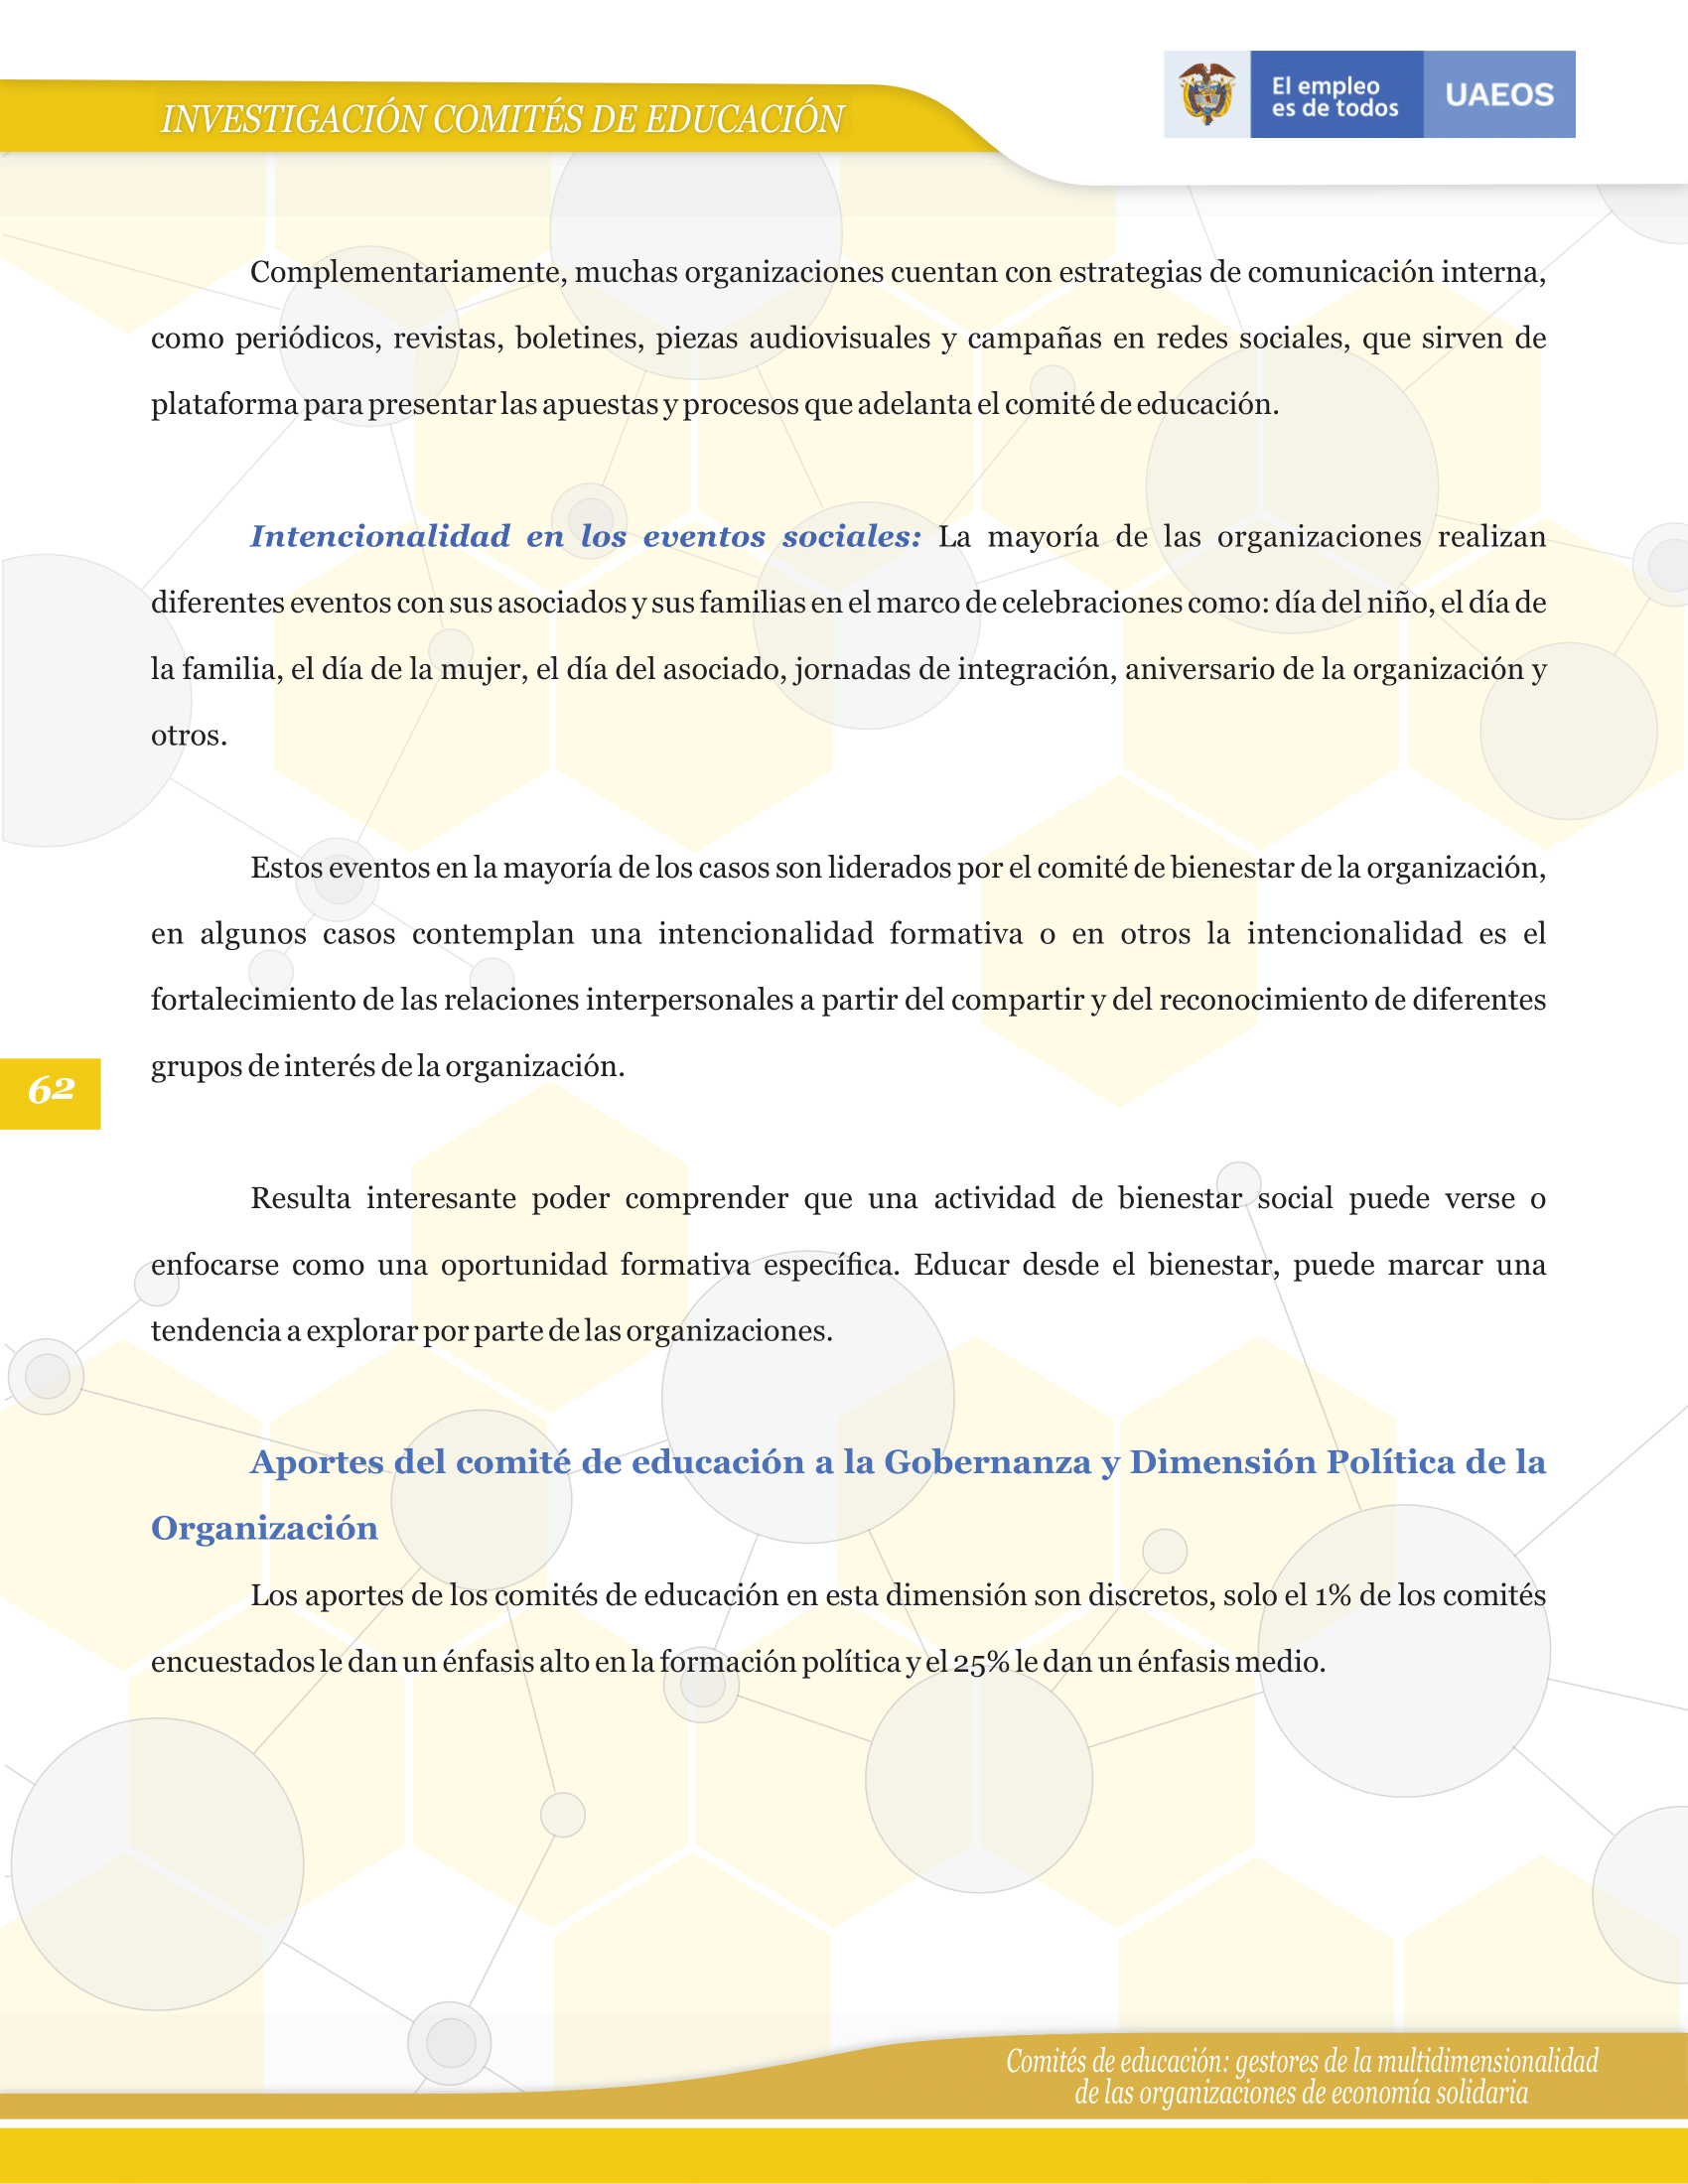 INVESTIGACIÓN COMITÉS DE EDUCACIÓN
El empleo
es de todos
UAEOS
Complementariamente, muchas organizaciones cuentan con estrategias de comunicación interna,
como periódicos, revistas, boletines, piezas audiovisuales y campañas en redes sociales, que sirven de
plataforma para presentar las apuestas y procesos que adelanta el comité de educación.
Intencionalidad en los eventos sociales: La mayoría de las organizaciones realizan
diferentes eventos con sus asociados y sus familias en el marco de celebraciones como: día del niño, el día de
la familia, el día de la mujer, el día del asociado, jornadas de integración, aniversario de la organización y
otros.
Estos eventos en la mayoría de los casos son liderados por el comité de bienestar de la organización,
en algunos casos contemplan una intencionalidad formativa o en otros la intencionalidad es el
fortalecimiento de las relaciones interpersonales a partir del compartir y del reconocimiento de diferentes
grupos de interés de la organización.
62
Resulta interesante poder comprender que una actividad de bienestar social puede verse o
enfocarse como una oportunidad formativa específica. Educar desde el bienestar, puede marcar una
tendencia a explorar por parte de las organizaciones.
Aportes del comité de educación a la Gobernanza y Dimensión Política de la
Organización
Los aportes de los comités de educación en esta dimensión son discretos, solo el 1% de los comités
encuestados le dan un énfasis alto en la formación política y el 25% le dan un énfasis medio.
Comités de educación: gestores de la multidimensionalidad
de las organizaciones de economía solidaria